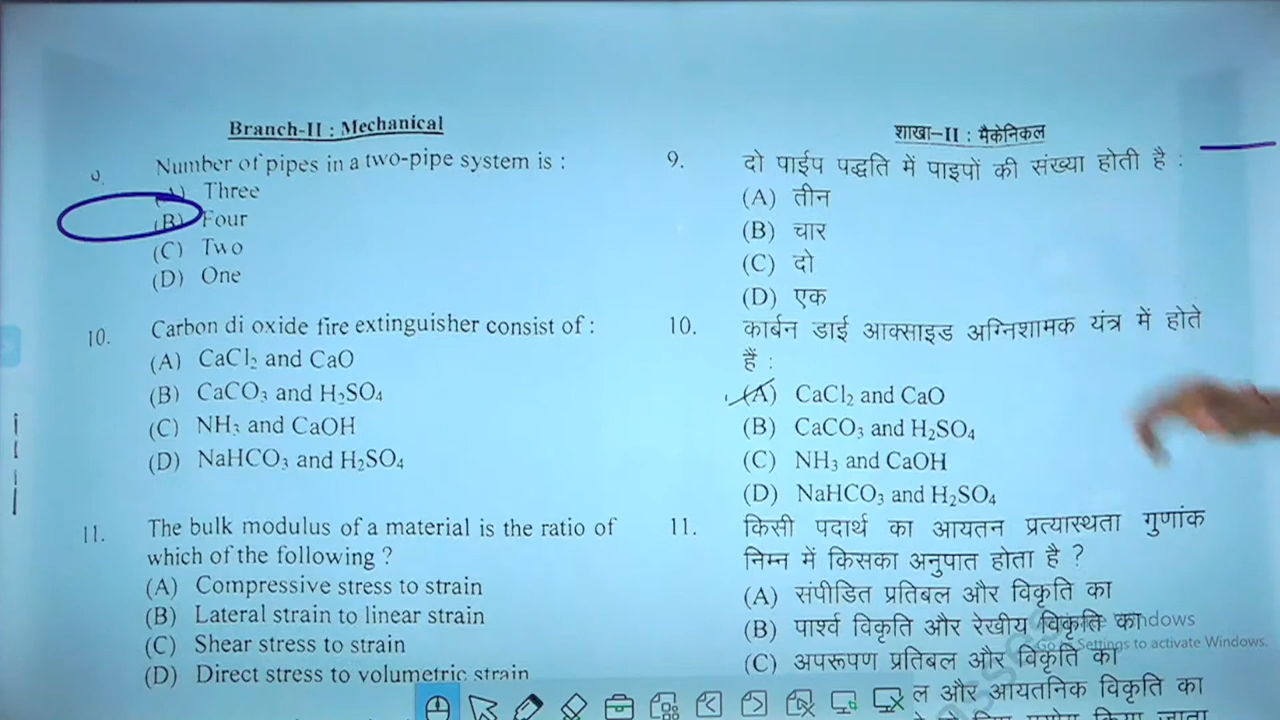 Branch-II : Mechanical
9. Number of pipes in a two-pipe system is :
(A) Three
(B) Four
(C) Two
(D) One
10. Carbon di oxide fire extinguisher consist of :
(A) CaCl₂ and CaO
(B) CaCO₃ and H₂SO₄
(C) NH₃ and CaOH
(D) NaHCO₃ and H₂SO₄
11. The bulk modulus of a material is the ratio of
which of the following ?
(A) Compressive stress to strain
(B) Lateral strain to linear strain
(C) Shear stress to strain
(D) Direct stress to volumetric strain
शाखा-II : मैकेनिकल
9. दो पाईप पद्धति में पाइपों की संख्या होती है :
(A) तीन
(B) चार
(C) दो
(D) एक
10. कार्बन डाई आक्साइड अग्निशामक यंत्र में होते
हैं :
(A) CaCl₂ and CaO
(B) CaCO₃ and H₂SO₄
(C) NH₃ and CaOH
(D) NaHCO₃ and H₂SO₄
11. किसी पदार्थ का आयतन प्रत्यास्थता गुणांक
निम्न में किसका अनुपात होता है ?
(A) संपीडित प्रतिबल और विकृति का
(B) पार्श्व विकृति और रेखीय विकृति का
(C) अपरूपण प्रतिबल और विकृति का
ल और आयतनिक विकृति का
Settings to activate Windows.